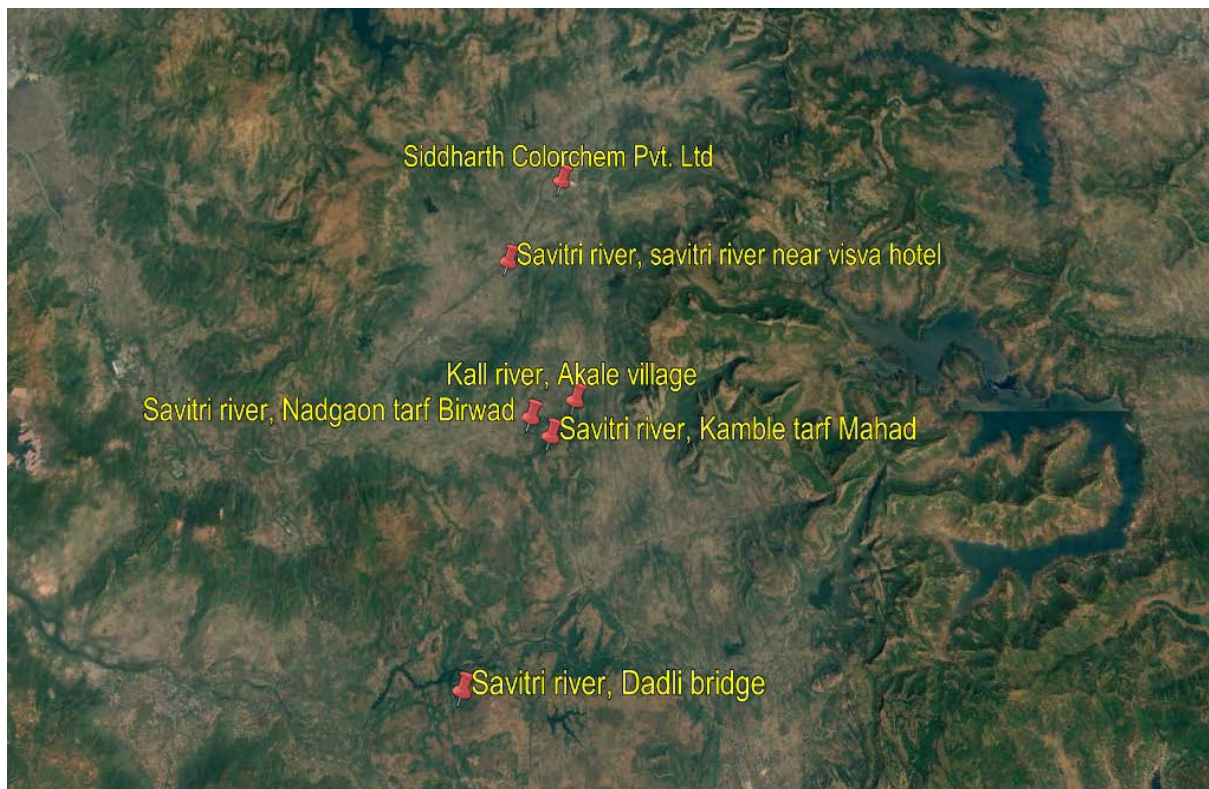 Siddharth Colorchem Pvt. Ltd
Savitri river, savitri river near visva hotel
Kall river, Akale village
Savitri river, Nadgaon tarf Birwad
Savitri river, Kamble tarf Mahad
Savitri river, Dadli bridge